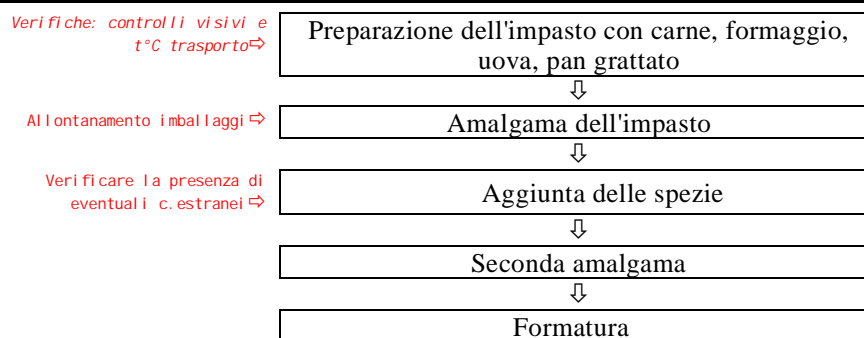 Verifiche: controlli visivi e
t°C trasporto⇨
Preparazione dell'impasto con carne, formaggio,
uova, pan grattato
⇩
Allontanamento imballaggi⇨
Amalgama dell'impasto
⇩
Verificare la presenza di
eventuali c.estranei⇨
Aggiunta delle spezie
⇩
Seconda amalgama
⇩
Formatura